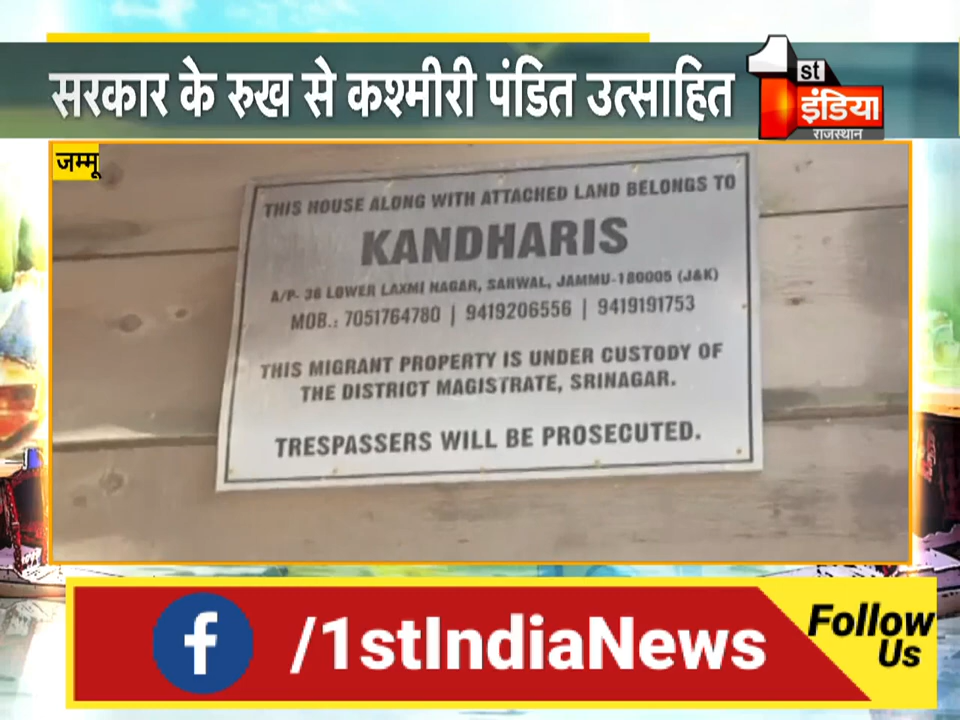 सरकार के रुख से कश्मीरी पंडित उत्साहित
1st
इंडिया
राजस्थान
जम्मू
THIS HOUSE ALONG WITH ATTACHED LAND BELONGS TO
KANDHARIS
A/P- 36 LOWER LAXMI NAGAR, SARWAL, JAMMU-180005 (J&K)
MOB.: 7051764780 | 9419206556 | 9419191753
THIS MIGRANT PROPERTY IS UNDER CUSTODY OF
THE DISTRICT MAGISTRATE, SRINAGAR.
TRESPASSERS WILL BE PROSECUTED.
f /1stIndiaNews
Follow
Us